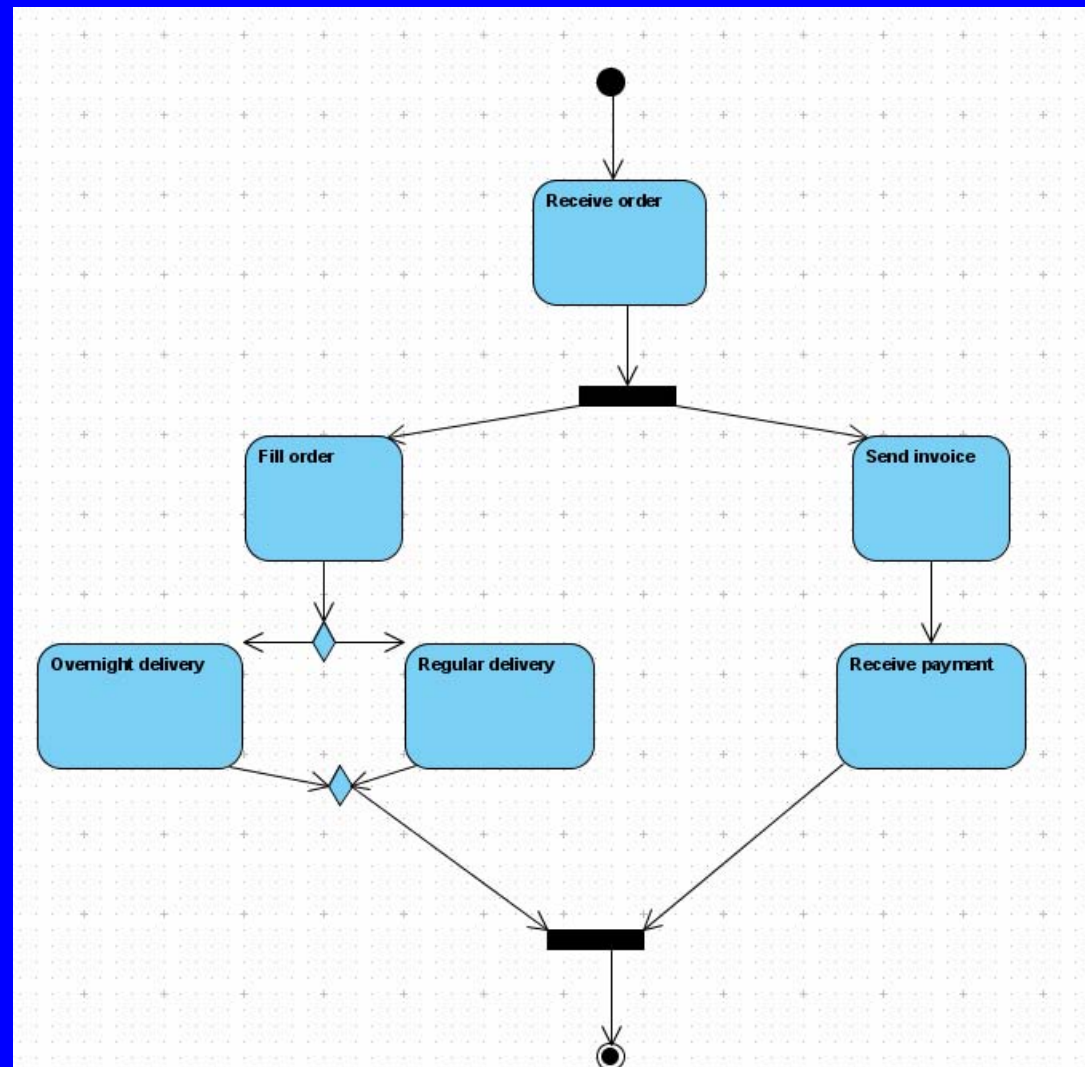 Receive order
Fill order
Send invoice
Overnight delivery
Regular delivery
Receive payment